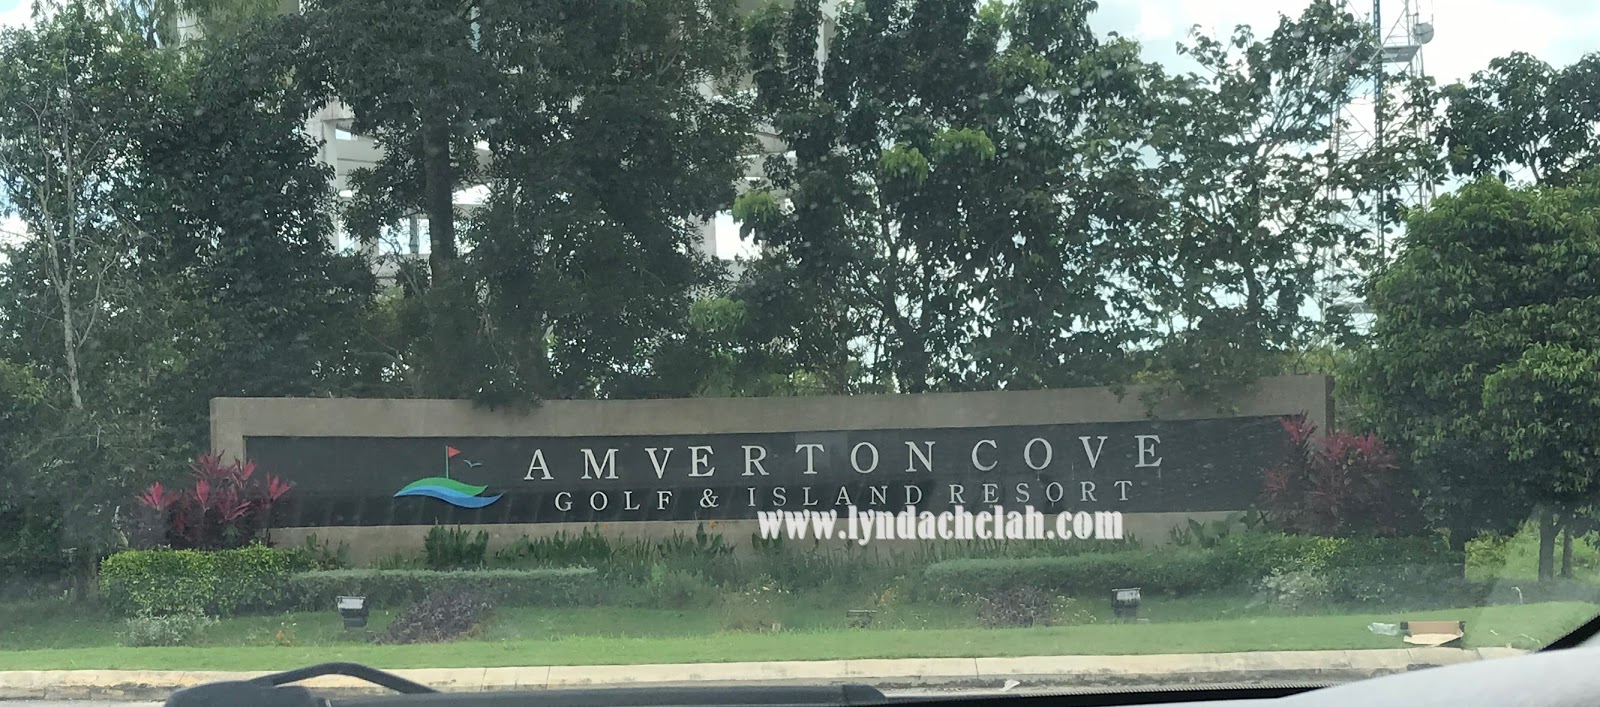 AMVERTON COVE
GOLF & ISLAND RESORT
www.lyndachelah.com